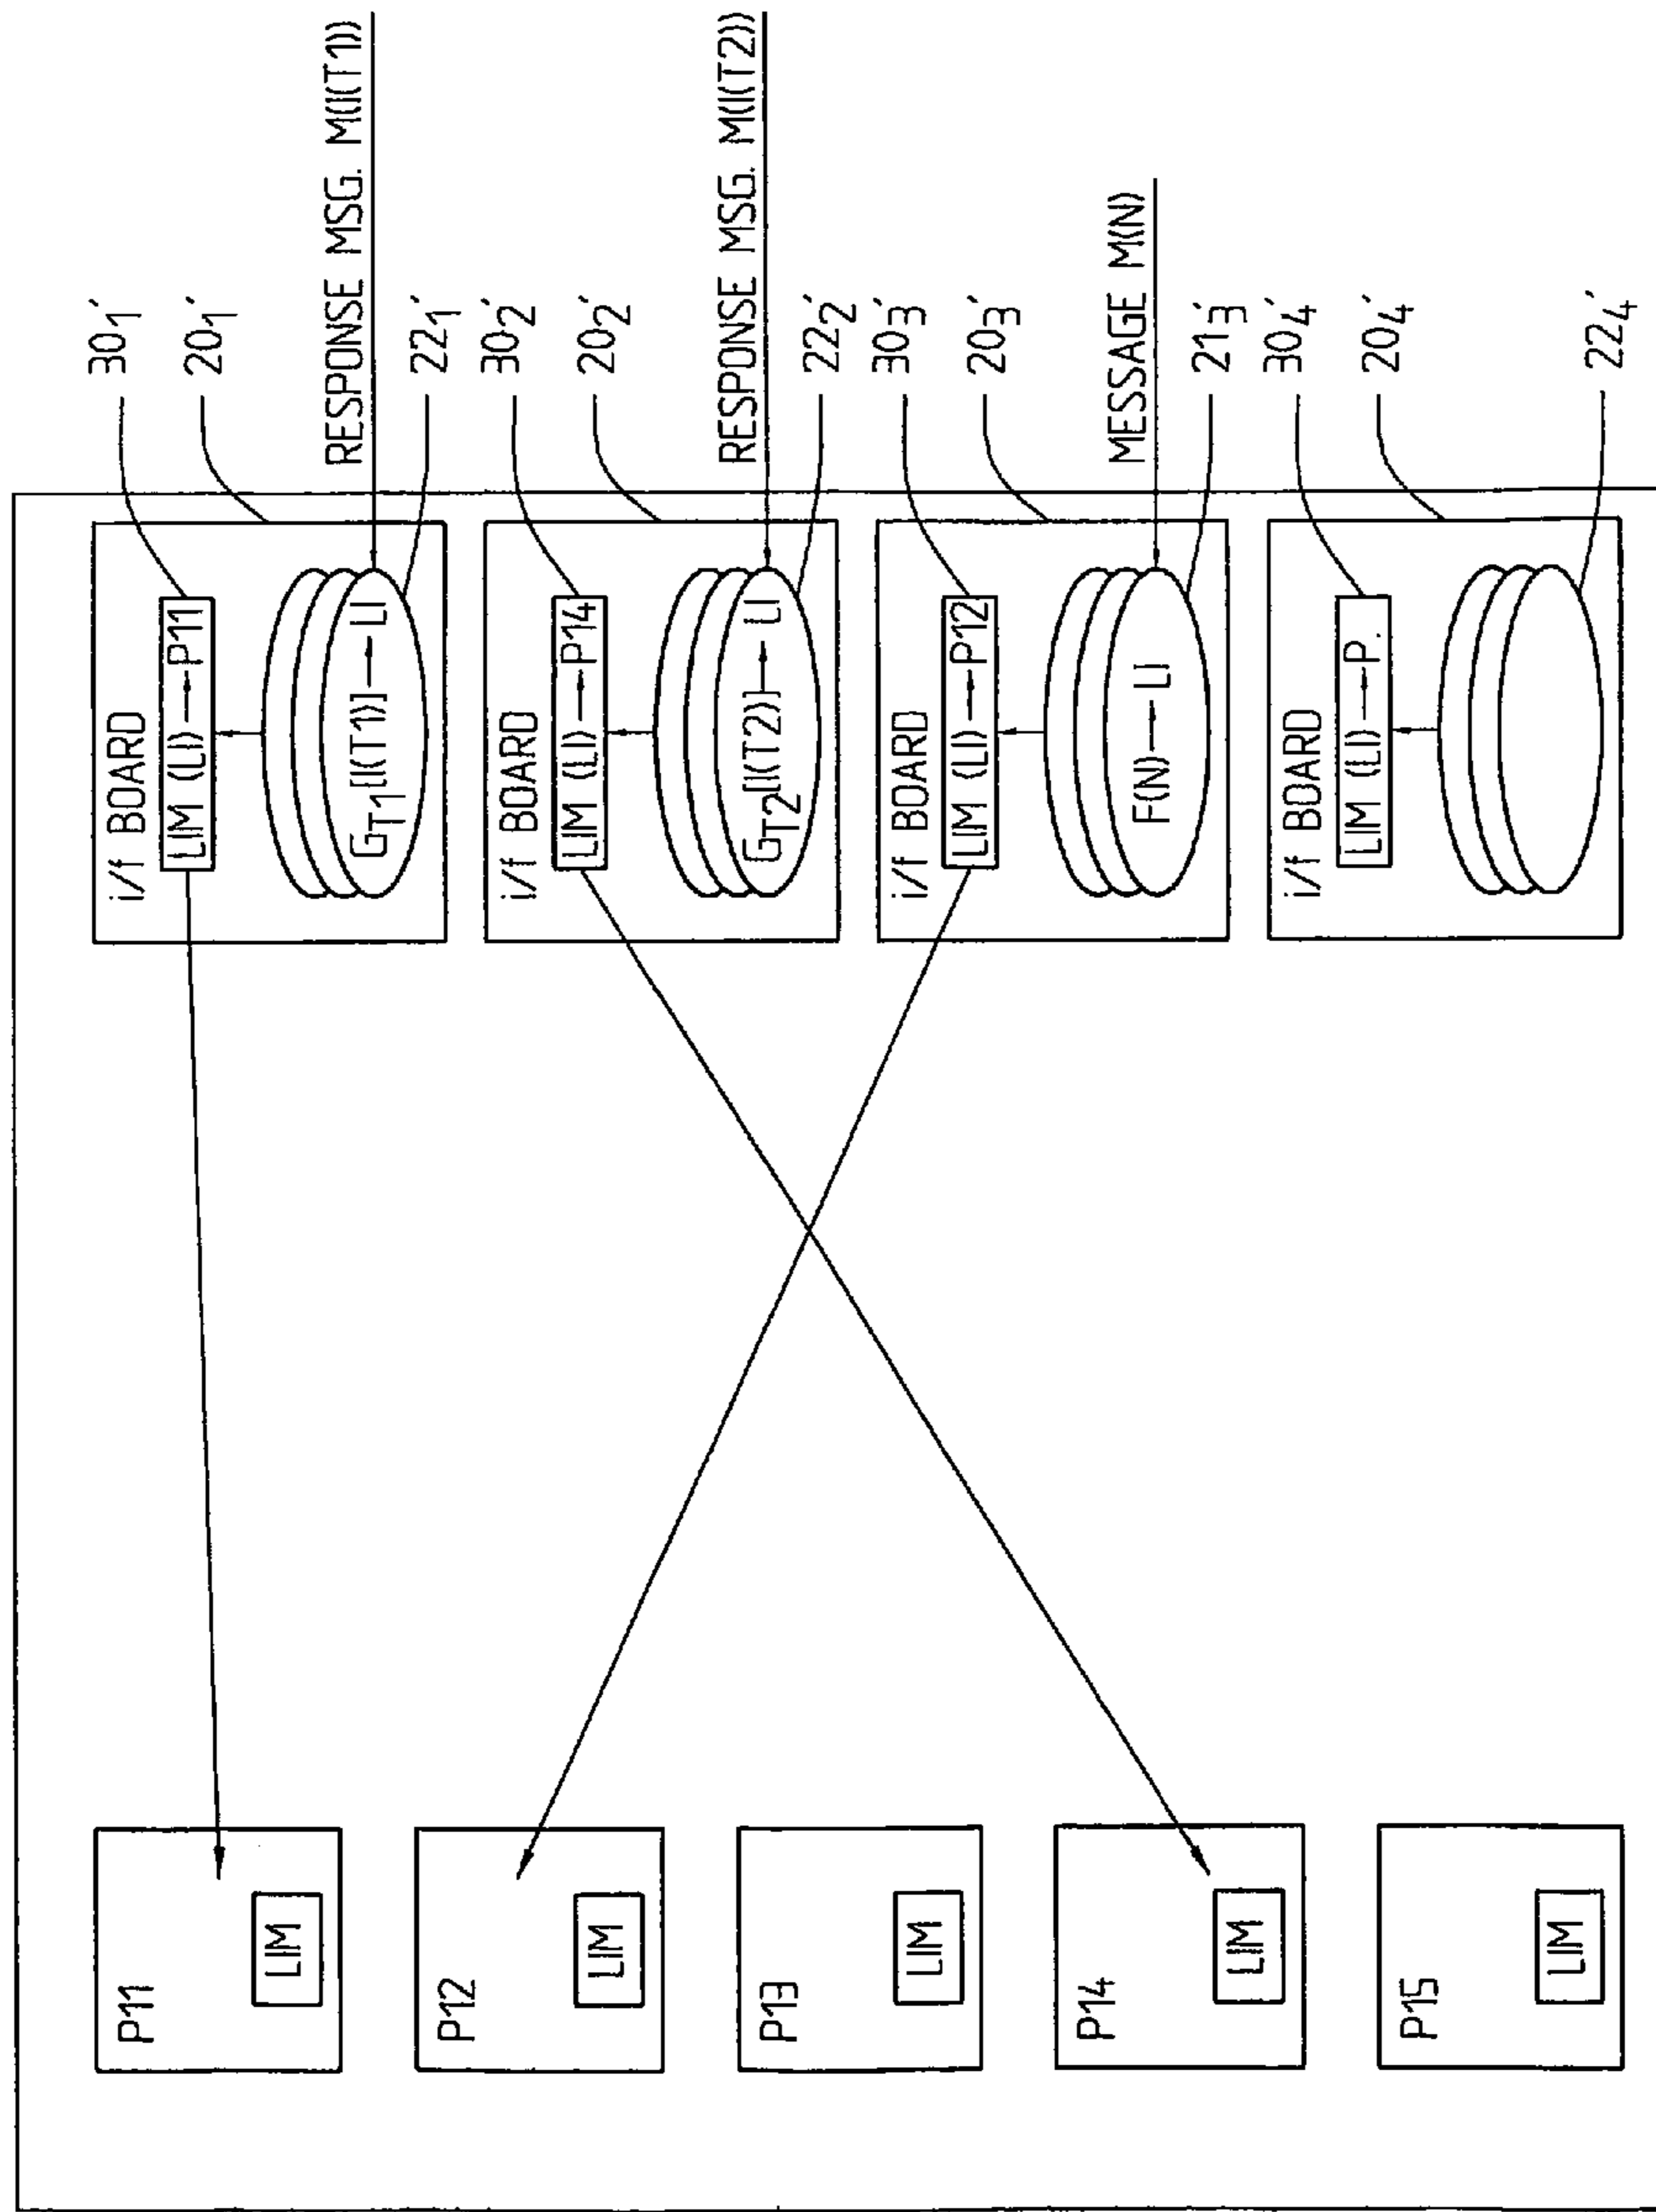 P11
LIM
P12
LIM
P13
LIM
P14
LIM
P15
LIM
i/f BOARD
LIM (LI) → P11
GT1[I(T1)] → LI
30₁′
20₁′
RESPONSE MSG. M(I(T1))
22₁′
i/f BOARD
LIM (LI) → P14
GT2[I(T2)] → LI
30₂′
20₂′
RESPONSE MSG. M(I(T2))
22₂′
i/f BOARD
LIM (LI) → P12
F(N) → LI
30₃′
20₃′
MESSAGE M(N)
21₃′
i/f BOARD
LIM (LI) → P.
30₄′
20₄′
22₄′